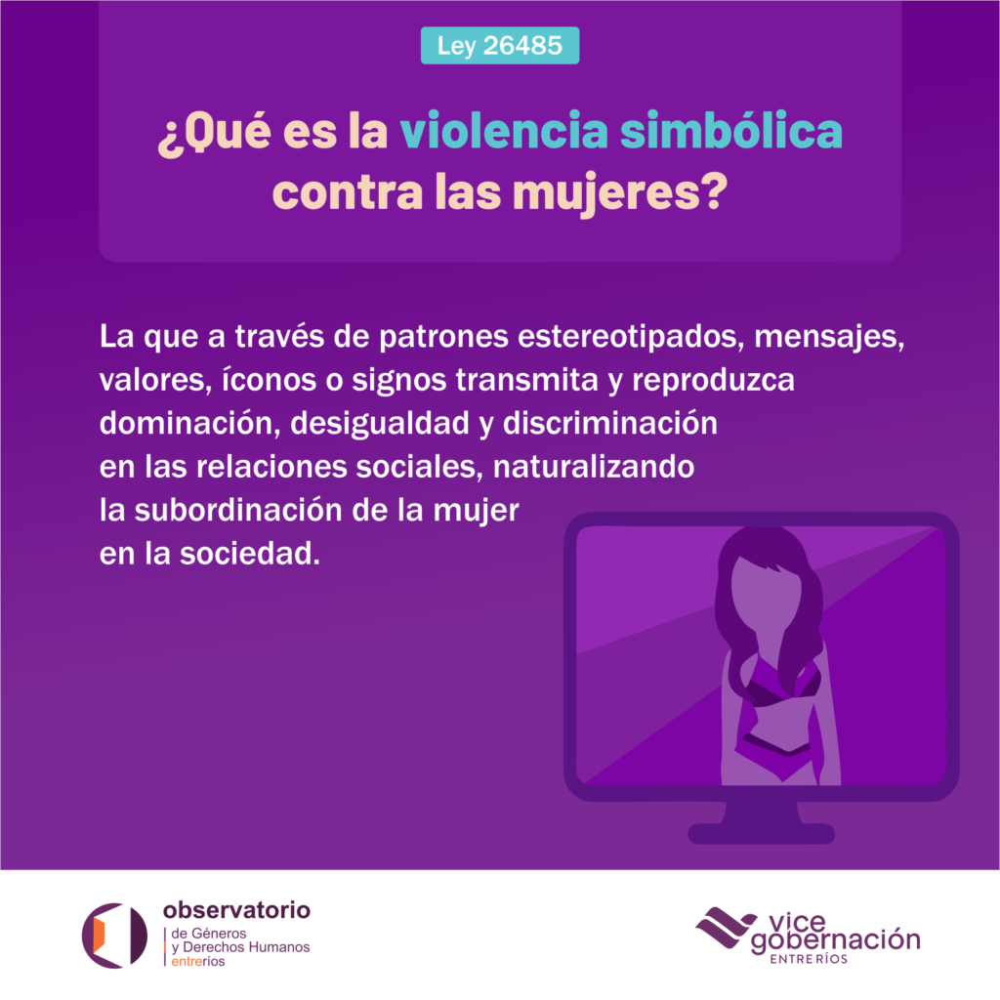 Ley 26485
¿Qué es la violencia simbólica
contra las mujeres?
La que a través de patrones estereotipados, mensajes,
valores, íconos o signos transmita y reproduzca
dominación, desigualdad y discriminación
en las relaciones sociales, naturalizando
la subordinación de la mujer
en la sociedad.
observatorio
de Géneros
y Derechos Humanos
entreríos
vice
gobernación
ENTRE RÍOS